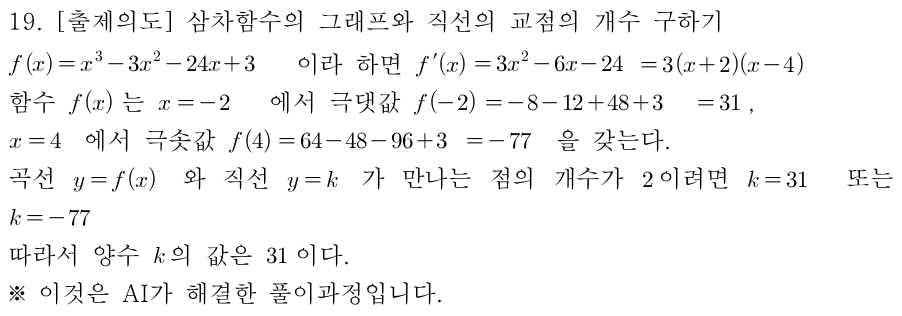 19. [출제의도] 삼차함수의 그래프와 직선의 교점의 개수 구하기
f(x)=x³-3x²-24x+3 이라 하면 f′(x)=3x²-6x-24 =3(x+2)(x-4)
함수 f(x)는 x=-2 에서 극댓값 f(-2)=-8-12+48+3 =31,
x=4 에서 극솟값 f(4)=64-48-96+3 =-77 을 갖는다.
곡선 y=f(x) 와 직선 y=k 가 만나는 점의 개수가 2이려면 k=31 또는
k=-77
따라서 양수 k의 값은 31이다.
※ 이것은 AI가 해결한 풀이과정입니다.